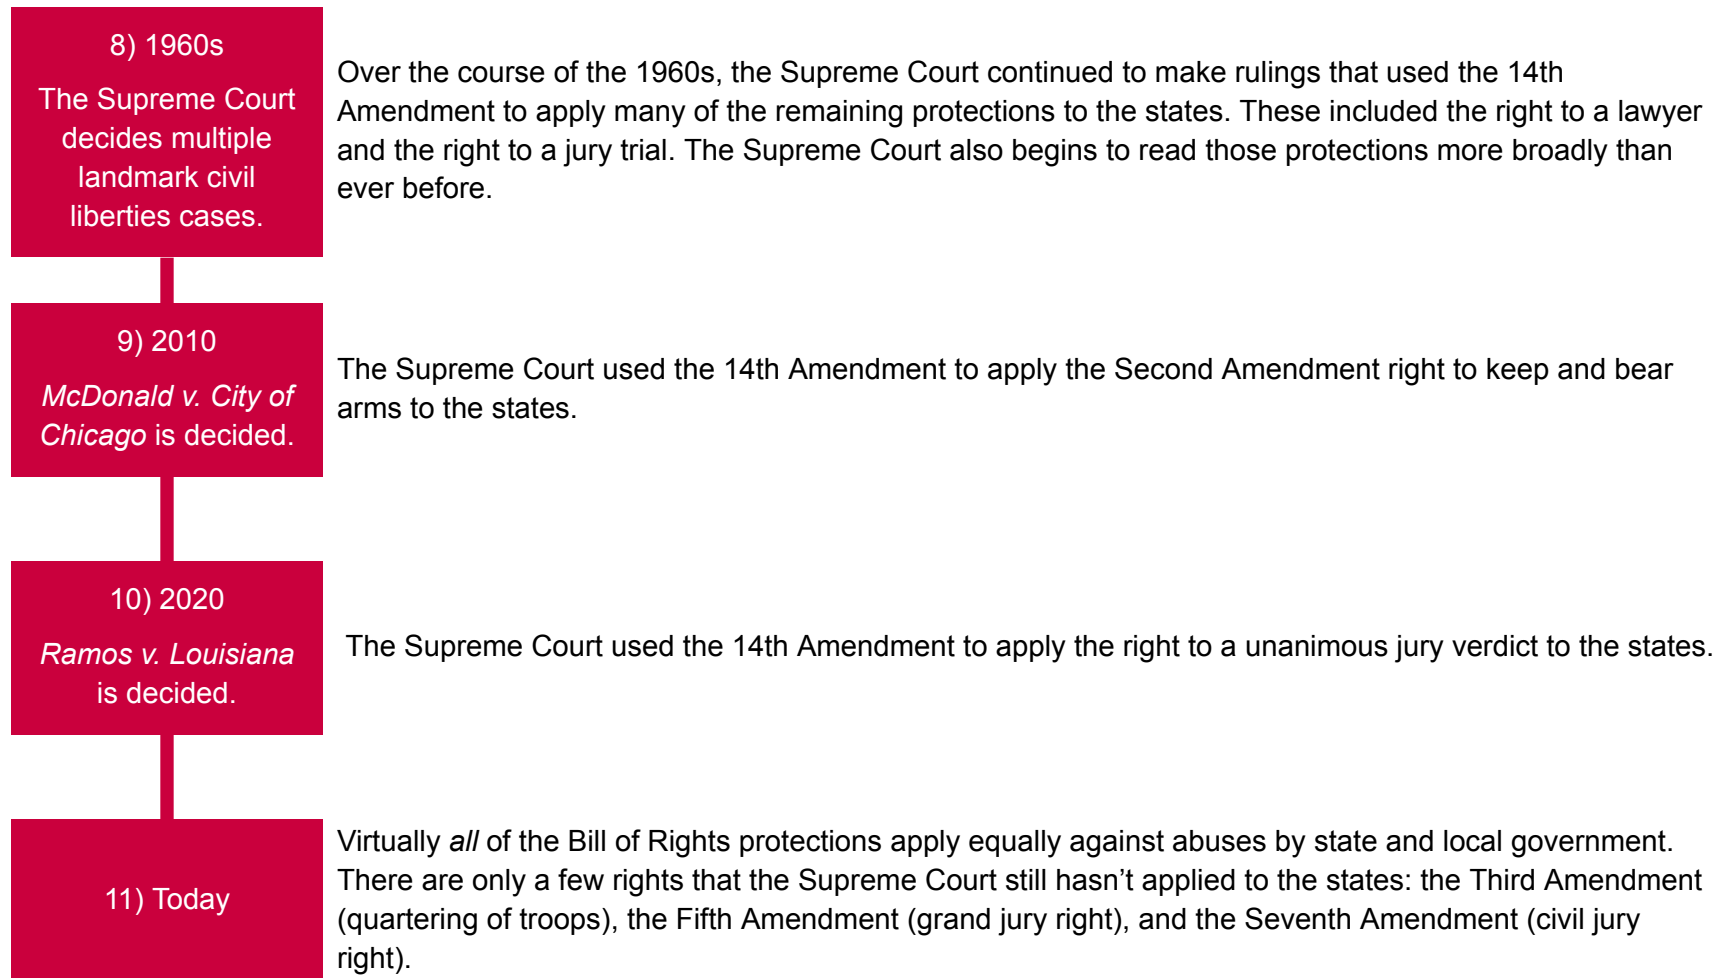 8) 1960s
The Supreme Court
decides multiple
landmark civil
liberties cases.
Over the course of the 1960s, the Supreme Court continued to make rulings that used the 14th
Amendment to apply many of the remaining protections to the states. These included the right to a lawyer
and the right to a jury trial. The Supreme Court also begins to read those protections more broadly than
ever before.
9) 2010
McDonald v. City of
Chicago is decided.
The Supreme Court used the 14th Amendment to apply the Second Amendment right to keep and bear
arms to the states.
10) 2020
Ramos v. Louisiana
is decided.
The Supreme Court used the 14th Amendment to apply the right to a unanimous jury verdict to the states.
11) Today
Virtually all of the Bill of Rights protections apply equally against abuses by state and local government.
There are only a few rights that the Supreme Court still hasn’t applied to the states: the Third Amendment
(quartering of troops), the Fifth Amendment (grand jury right), and the Seventh Amendment (civil jury
right).